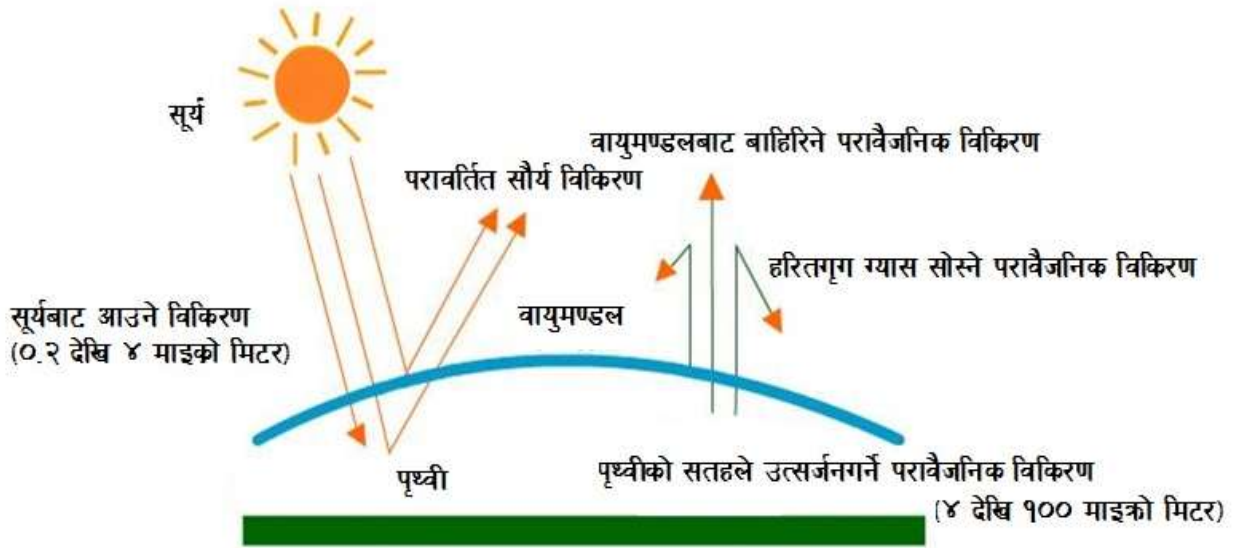 सूर्य
वायुमण्डलबाट बाहिरिने परावैजनिक विकिरण
परावर्तित सौर्य विकिरण
हरितगृग ग्यास सोस्ने परावैजनिक विकिरण
सूर्यबाट आउने विकिरण
(०.२ देखि ४ माइक्रो मिटर)
वायुमण्डल
पृथ्वी
पृथ्वीको सतहले उत्सर्जनगर्ने परावैजनिक विकिरण
(४ देखि १०० माइक्रो मिटर)